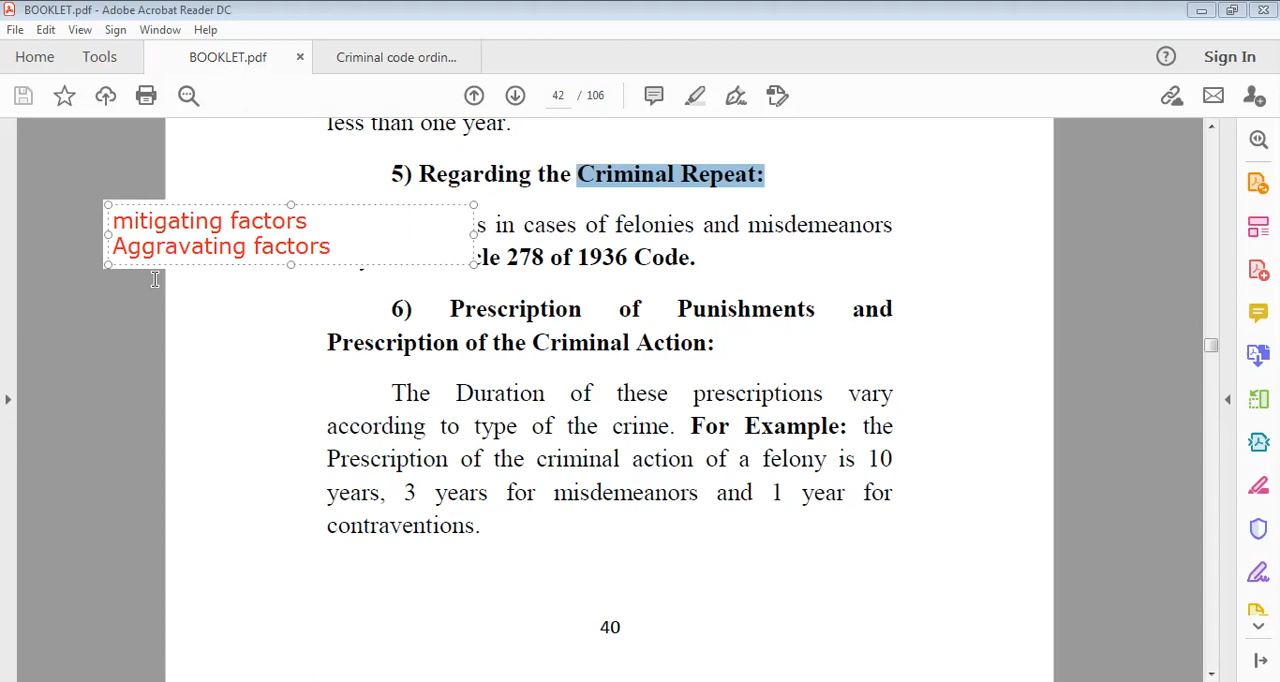 BOOKLET.pdf - Adobe Acrobat Reader DC
File Edit View Sign Window Help
Home Tools BOOKLET.pdf × Criminal code ordin... ? Sign In
42 / 106
less than one year.
5) Regarding the Criminal Repeat:
mitigating factors
Aggravating factors
s in cases of felonies and misdemeanors
cle 278 of 1936 Code.
6) Prescription of Punishments and
Prescription of the Criminal Action:
The Duration of these prescriptions vary
according to type of the crime. For Example: the
Prescription of the criminal action of a felony is 10
years, 3 years for misdemeanors and 1 year for
contraventions.
40